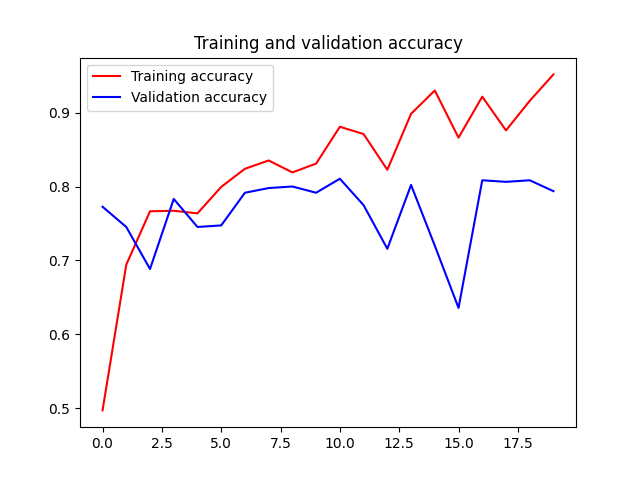 Training and validation accuracy
Training accuracy
Validation accuracy
0.9
0.8
0.7
0.6
0.5
0.0 2.5 5.0 7.5 10.0 12.5 15.0 17.5